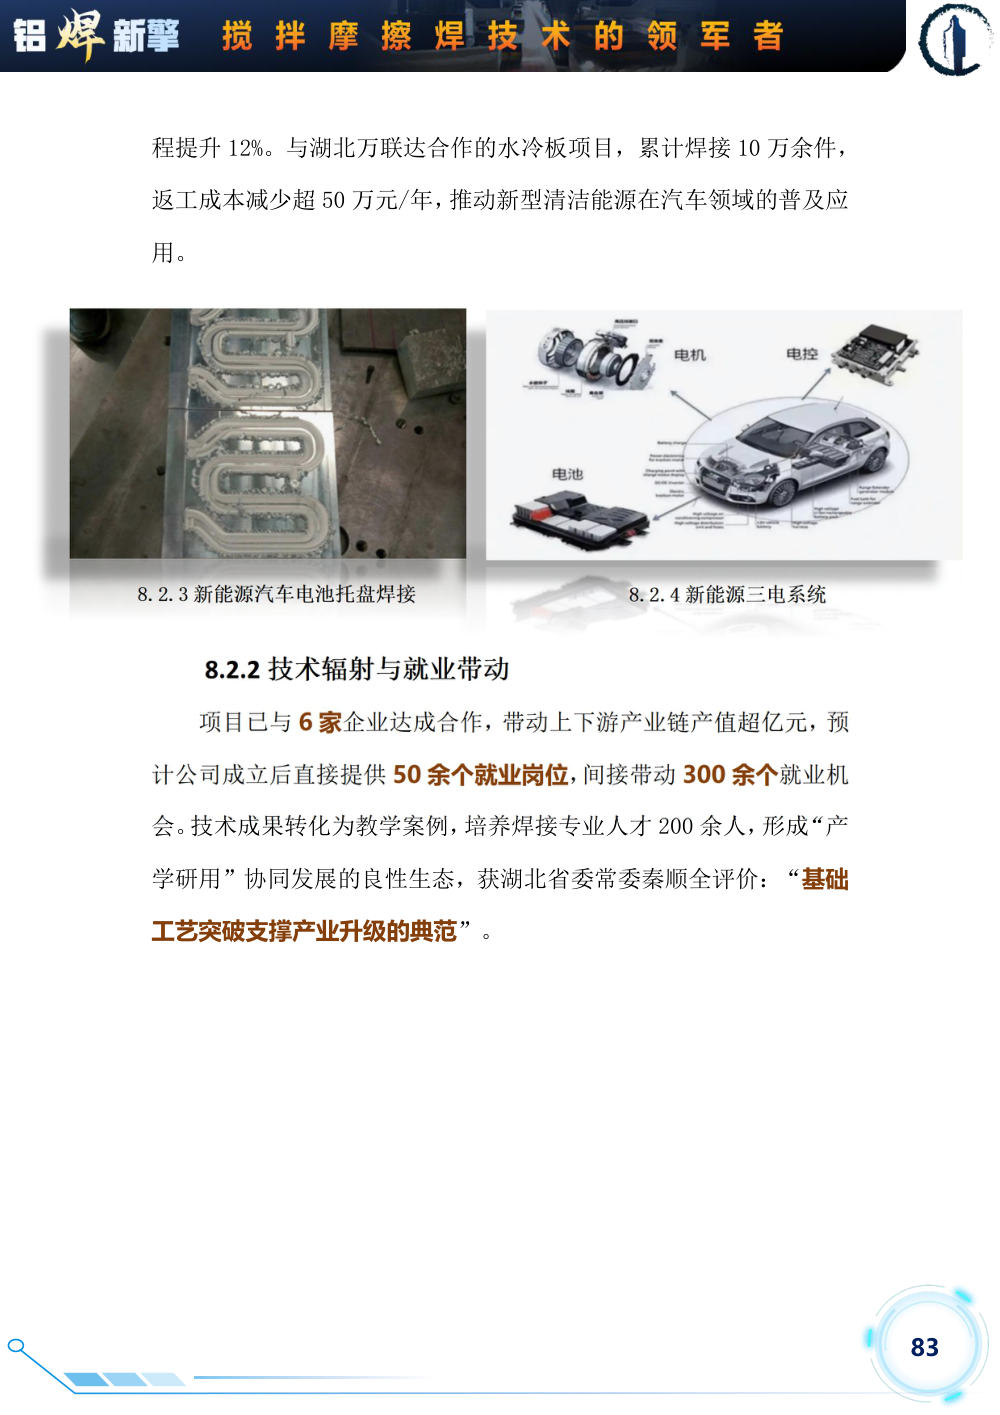 铝焊新擎 搅拌摩擦焊技术的领军者
程提升 12%。与湖北万联达合作的水冷板项目，累计焊接 10 万余件，
返工成本减少超 50 万元/年，推动新型清洁能源在汽车领域的普及应
用。
电机
电控
电池
Battery charger
8.2.3 新能源汽车电池托盘焊接
8.2.4 新能源三电系统
8.2.2 技术辐射与就业带动
项目已与 6 家企业达成合作，带动上下游产业链产值超亿元，预
计公司成立后直接提供 50 余个就业岗位，间接带动 300 余个就业机
会。技术成果转化为教学案例，培养焊接专业人才 200 余人，形成“产
学研用”协同发展的良性生态，获湖北省委常委秦顺全评价：“基础
工艺突破支撑产业升级的典范”。
83